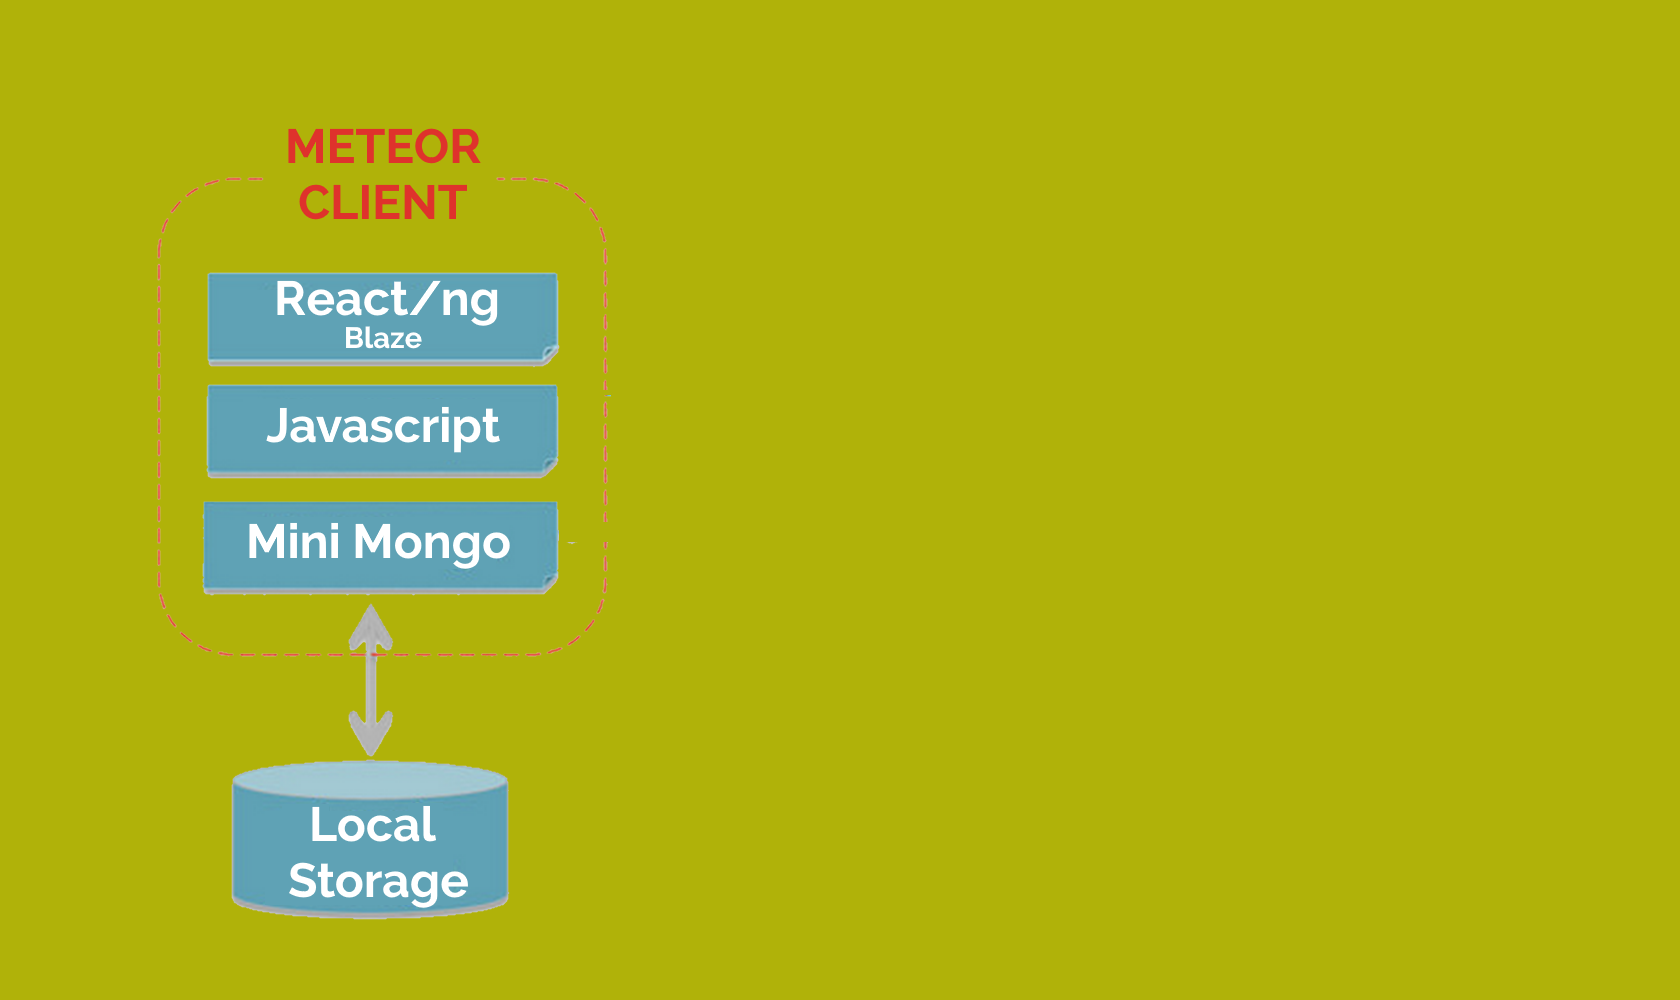 METEOR
CLIENT
React/ng
Blaze
Javascript
Mini Mongo
Local
Storage